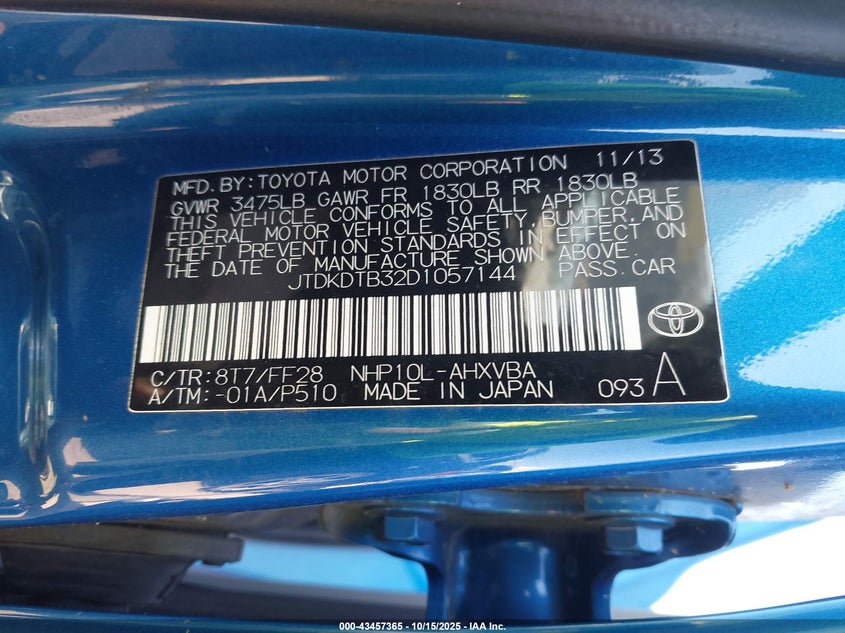 MFD. BY: TOYOTA MOTOR CORPORATION 11/13
GVWR 3475LB GAWR FR 1830LB RR 1830LB
THIS VEHICLE CONFORMS TO ALL APPLICABLE
FEDERAL MOTOR VEHICLE SAFETY, BUMPER, AND
THEFT PREVENTION STANDARDS IN EFFECT ON
THE DATE OF MANUFACTURE SHOWN ABOVE.
JTDKDTB32D1057144 PASS. CAR
C/TR: 8T7/FF28 NHP10L-AHXVBA
A/TM: -01A/P510 MADE IN JAPAN 093 A
000-43457365 - 10/15/2025 - IAA Inc.